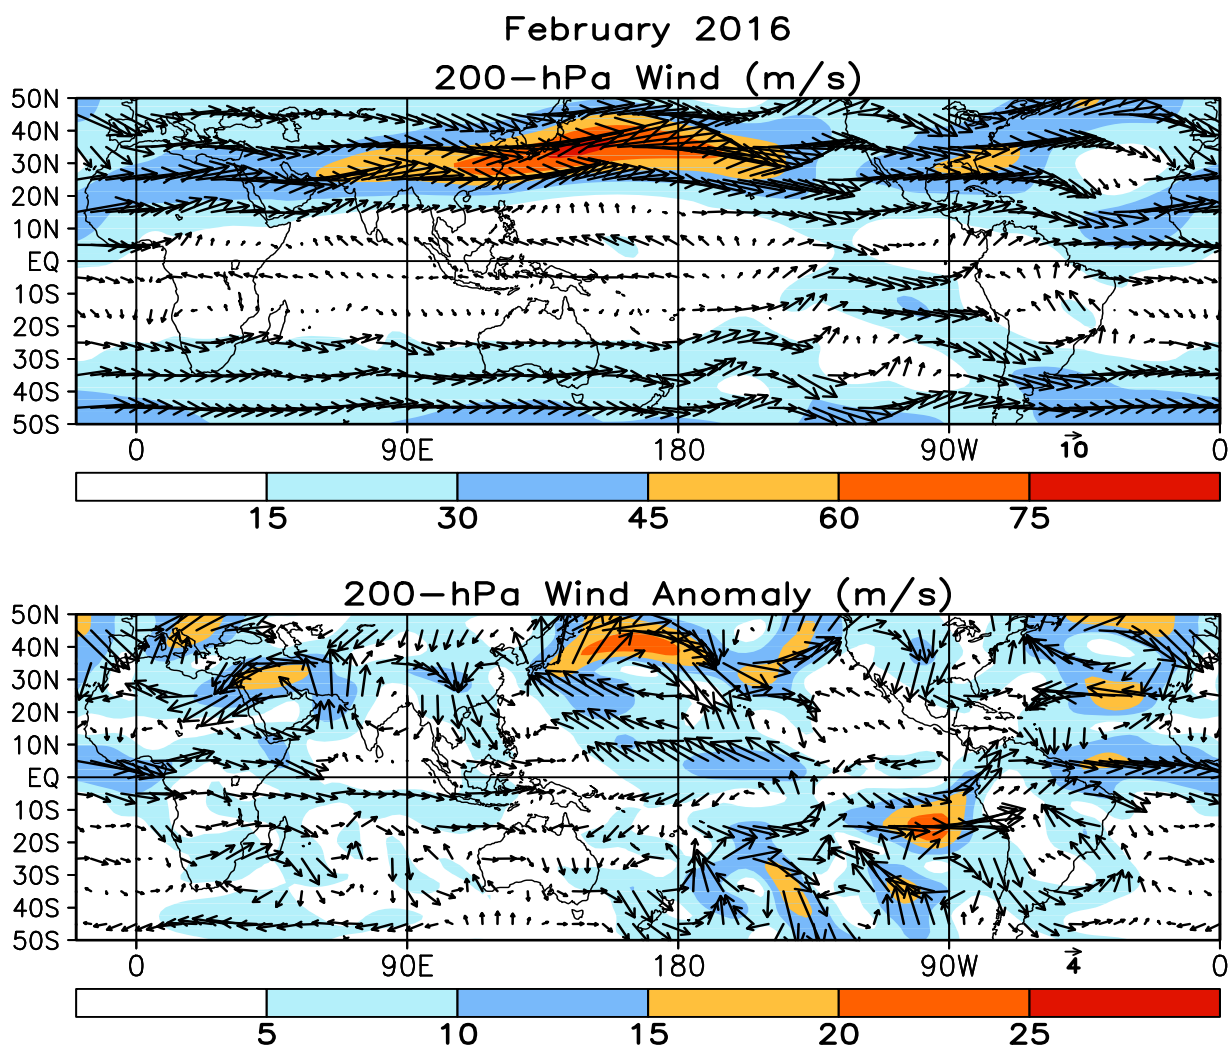 February 2016
200-hPa Wind (m/s)
50N
40N
30N
20N
10N
EQ
10S
20S
30S
40S
50S
0 90E 180 90W 10 0
15 30 45 60 75
200-hPa Wind Anomaly (m/s)
50N
40N
30N
20N
10N
EQ
10S
20S
30S
40S
50S
0 90E 180 90W 4 0
5 10 15 20 25